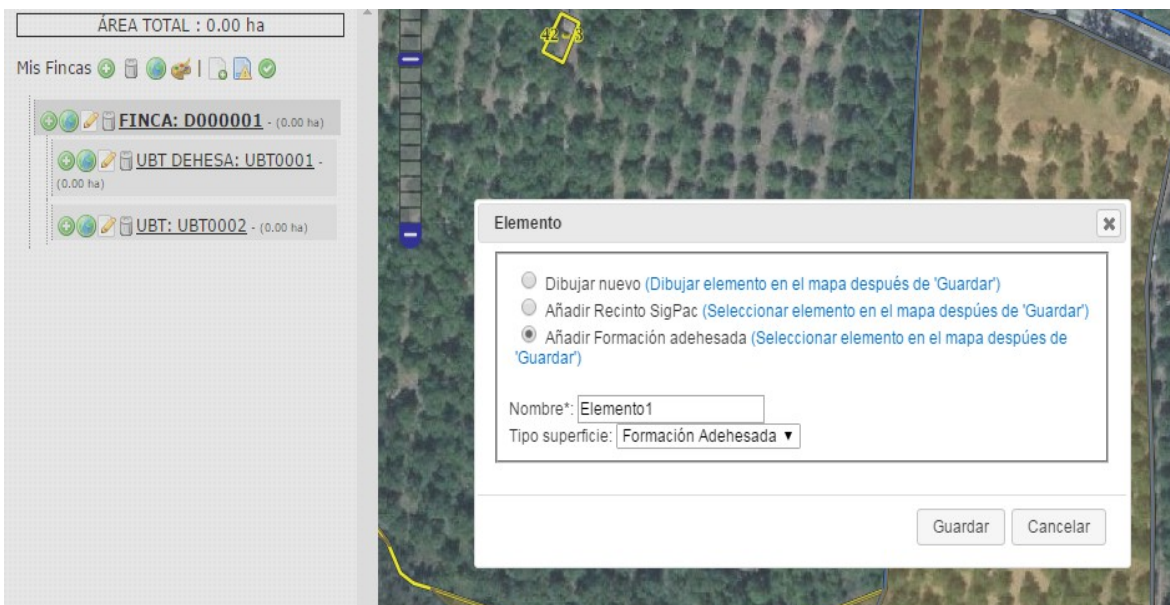 ÁREA TOTAL : 0.00 ha
Mis Fincas
FINCA: D000001 - (0.00 ha)
UBT DEHESA: UBT0001 -
(0.00 ha)
UBT: UBT0002 - (0.00 ha)
42 - 3
Elemento
Dibujar nuevo (Dibujar elemento en el mapa después de 'Guardar')
Añadir Recinto SigPac (Seleccionar elemento en el mapa despúes de 'Guardar')
Añadir Formación adehesada (Seleccionar elemento en el mapa despúes de
'Guardar')
Nombre*: Elemento1
Tipo superficie: Formación Adehesada
Guardar Cancelar